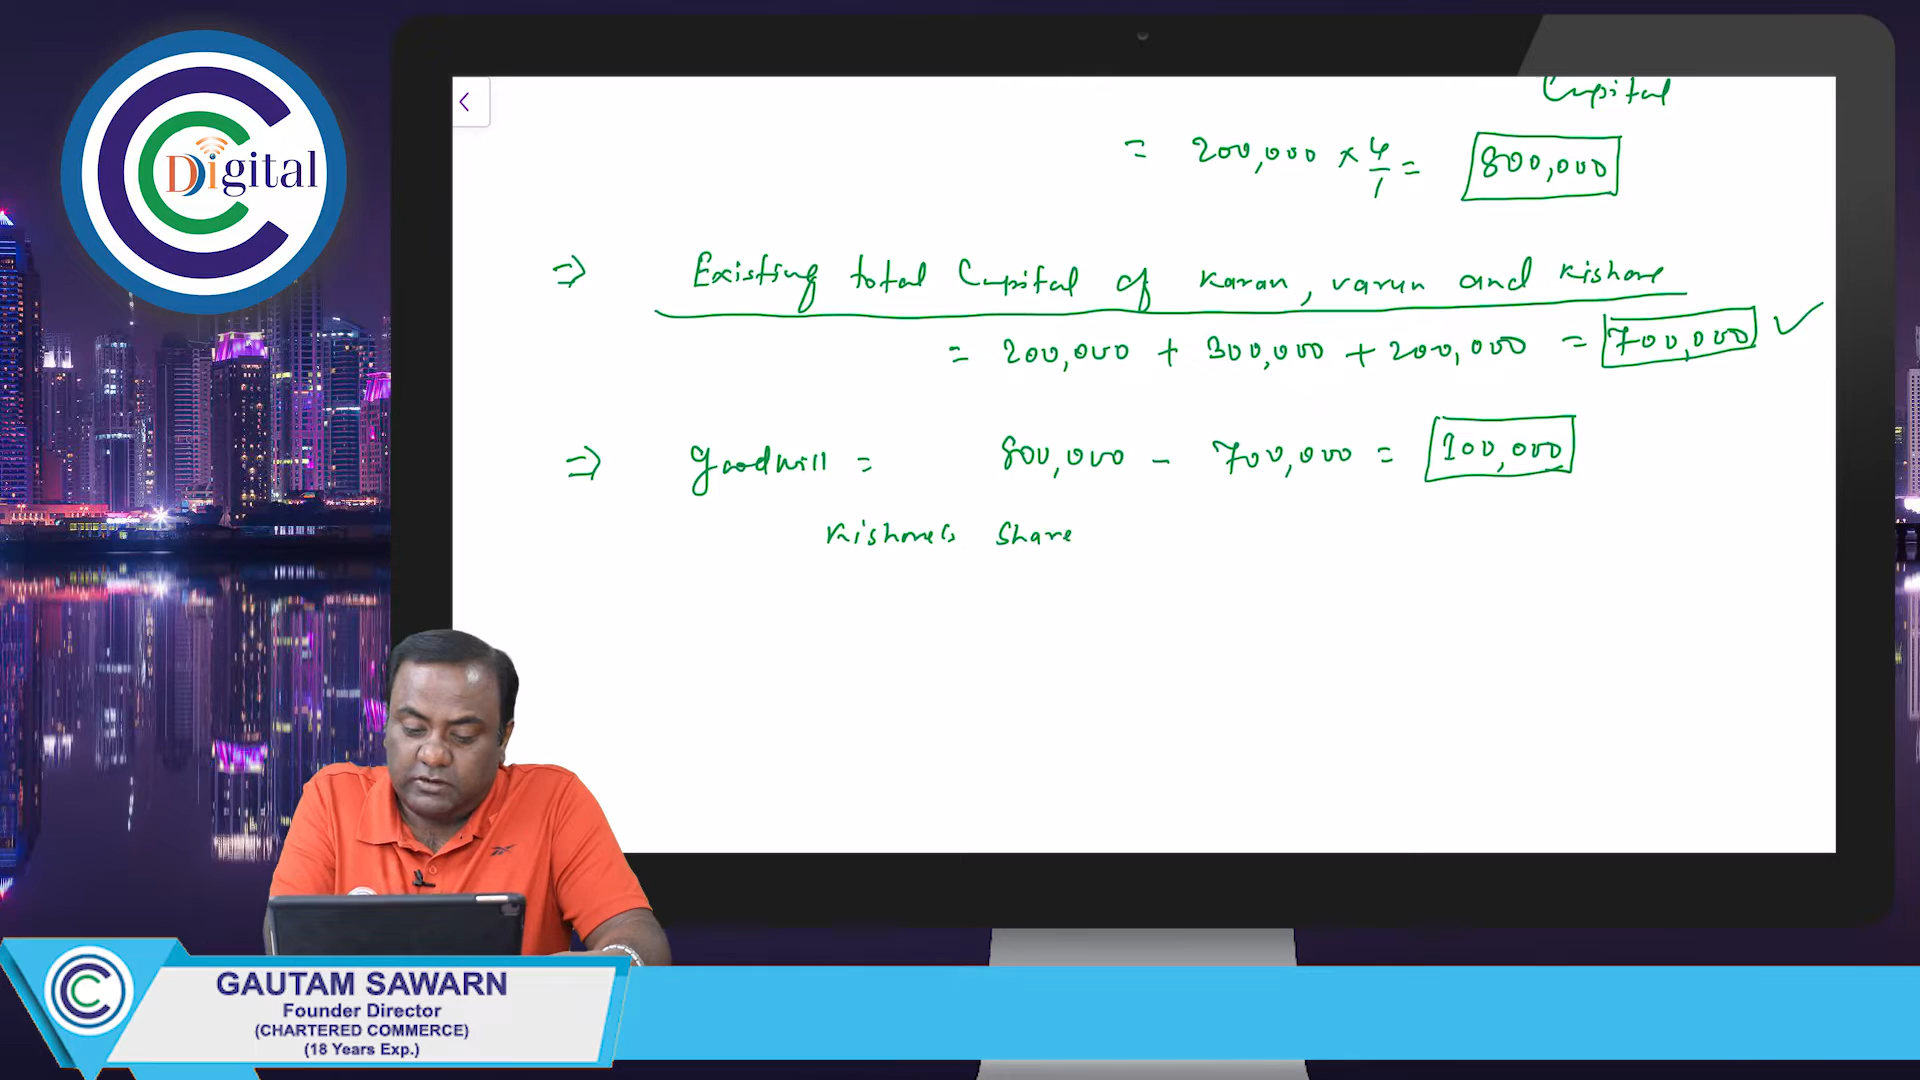 Capital
= 200,000 × 4/1 = 800,000
⇒ Existing total Capital of Karan, Varun and Kishore
= 200,000 + 300,000 + 200,000 = 700,000 ✓
⇒ goodwill = 800,000 - 700,000 = 100,000
Kishore's Share
Digital
GAUTAM SAWARN
Founder Director
(CHARTERED COMMERCE)
(18 Years Exp.)